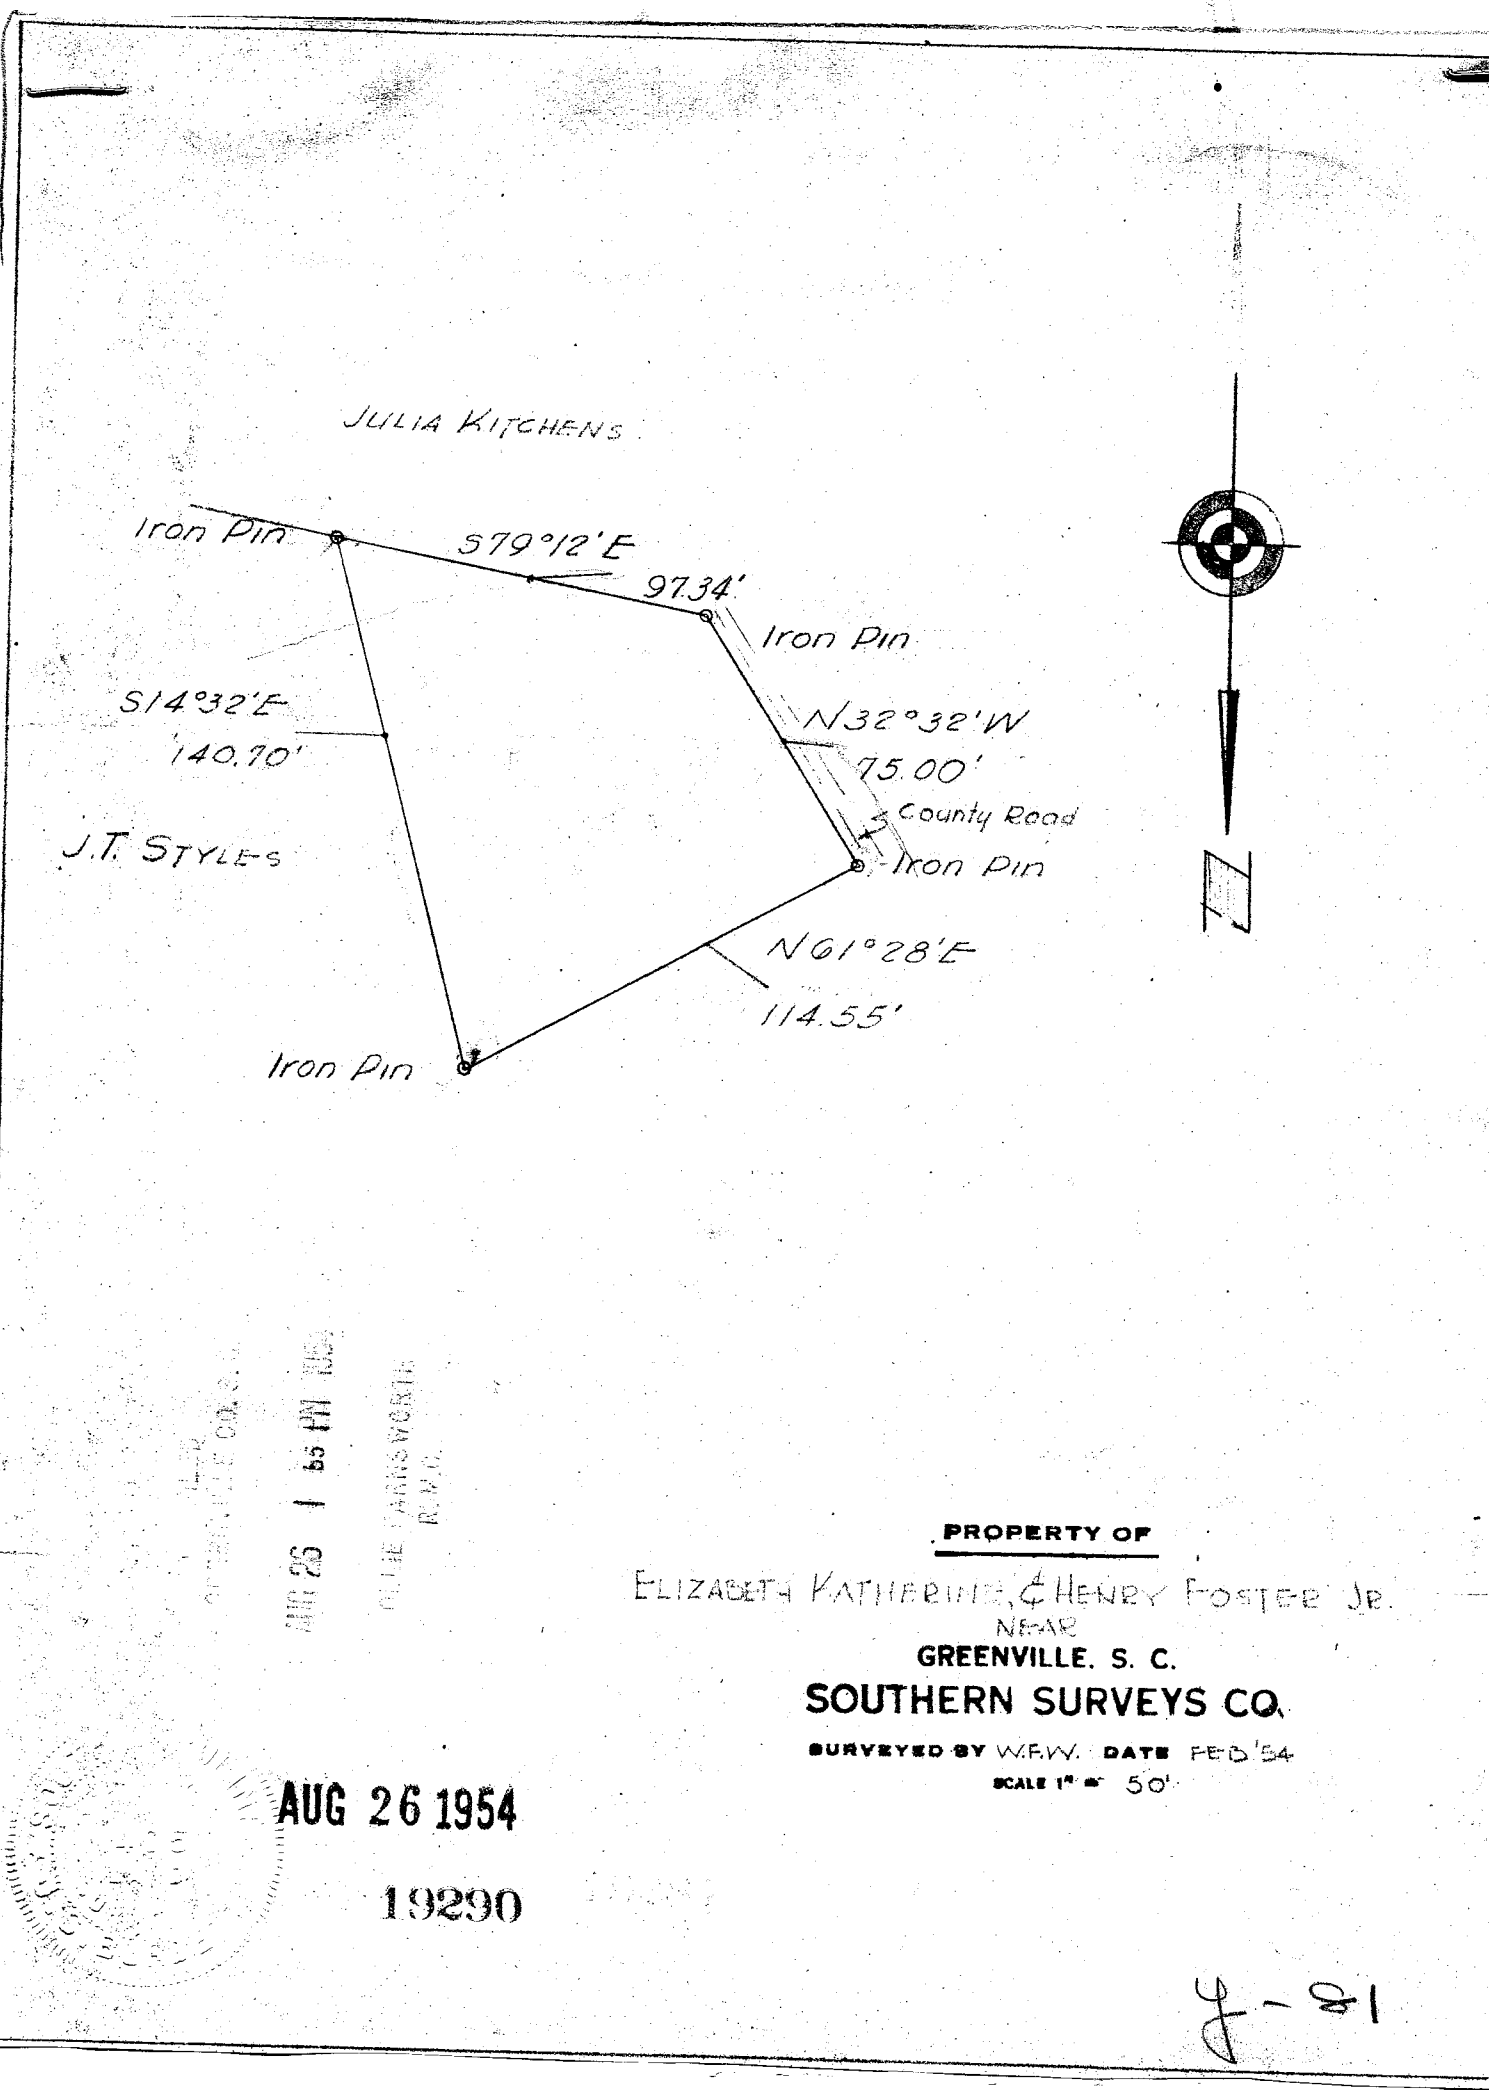 JULIA KITCHENS
Iron Pin
S79°12'E
97.34'
Iron Pin
S14°32'E
140.70'
N32°32'W
75.00'
County Road
J.T. STYLES
Iron Pin
N61°28'E
114.55'
Iron Pin
N
1 55 PM
OLLIE FARNSWORTH
R.M.C.
PROPERTY OF
ELIZABETH KATHERINE, & HENRY FOSTER JR.
NEAR
GREENVILLE, S. C.
SOUTHERN SURVEYS CO.
SURVEYED BY W.F.W. DATE FEB '54
SCALE 1" = 50'
AUG 26 1954
19290
Y-81